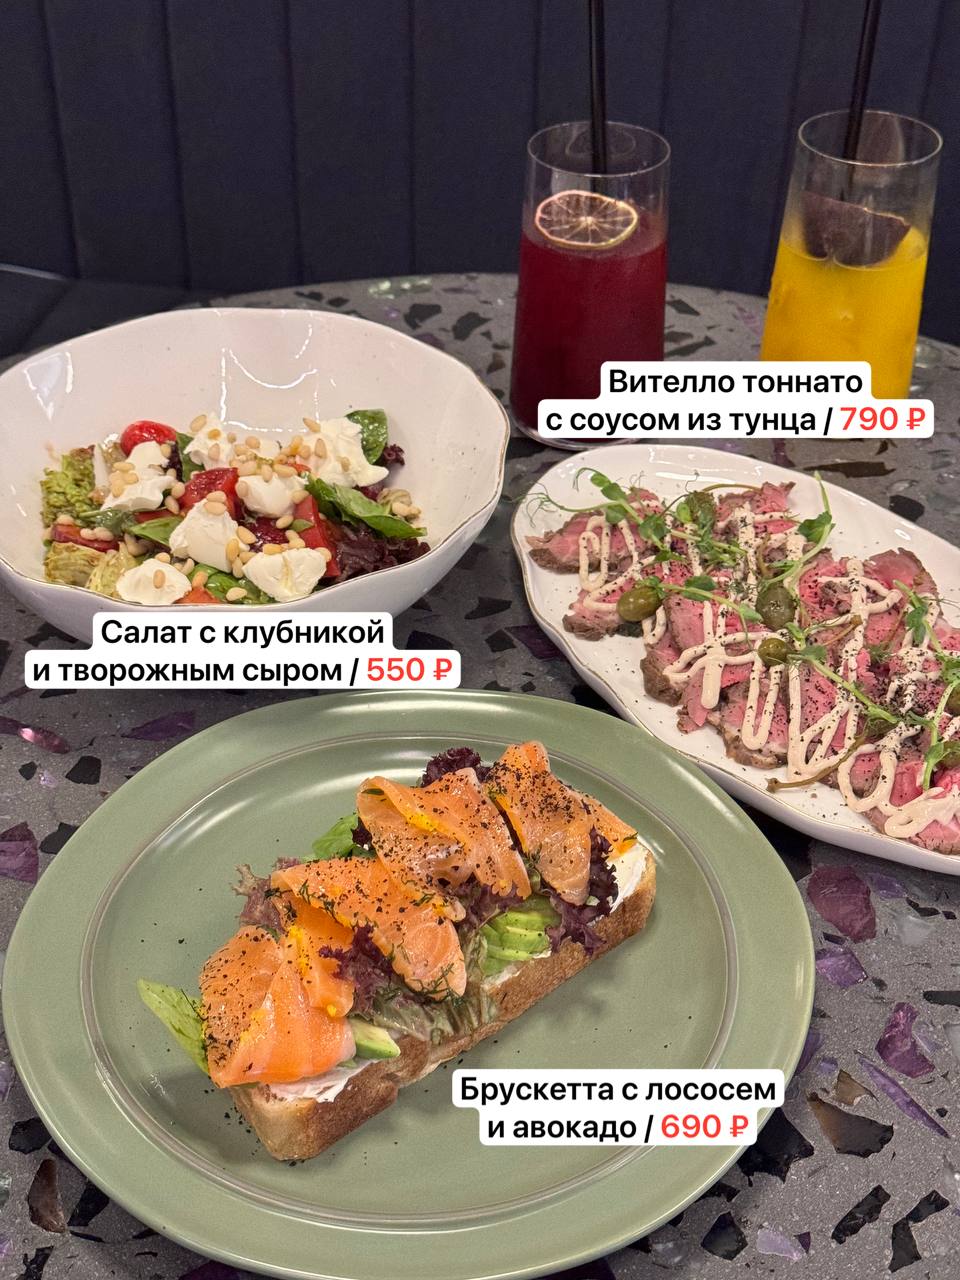 Вителло тоннато
с соусом из тунца / 790 ₽
Салат с клубникой
и творожным сыром / 550 ₽
Брускетта с лососем
и авокадо / 690 ₽